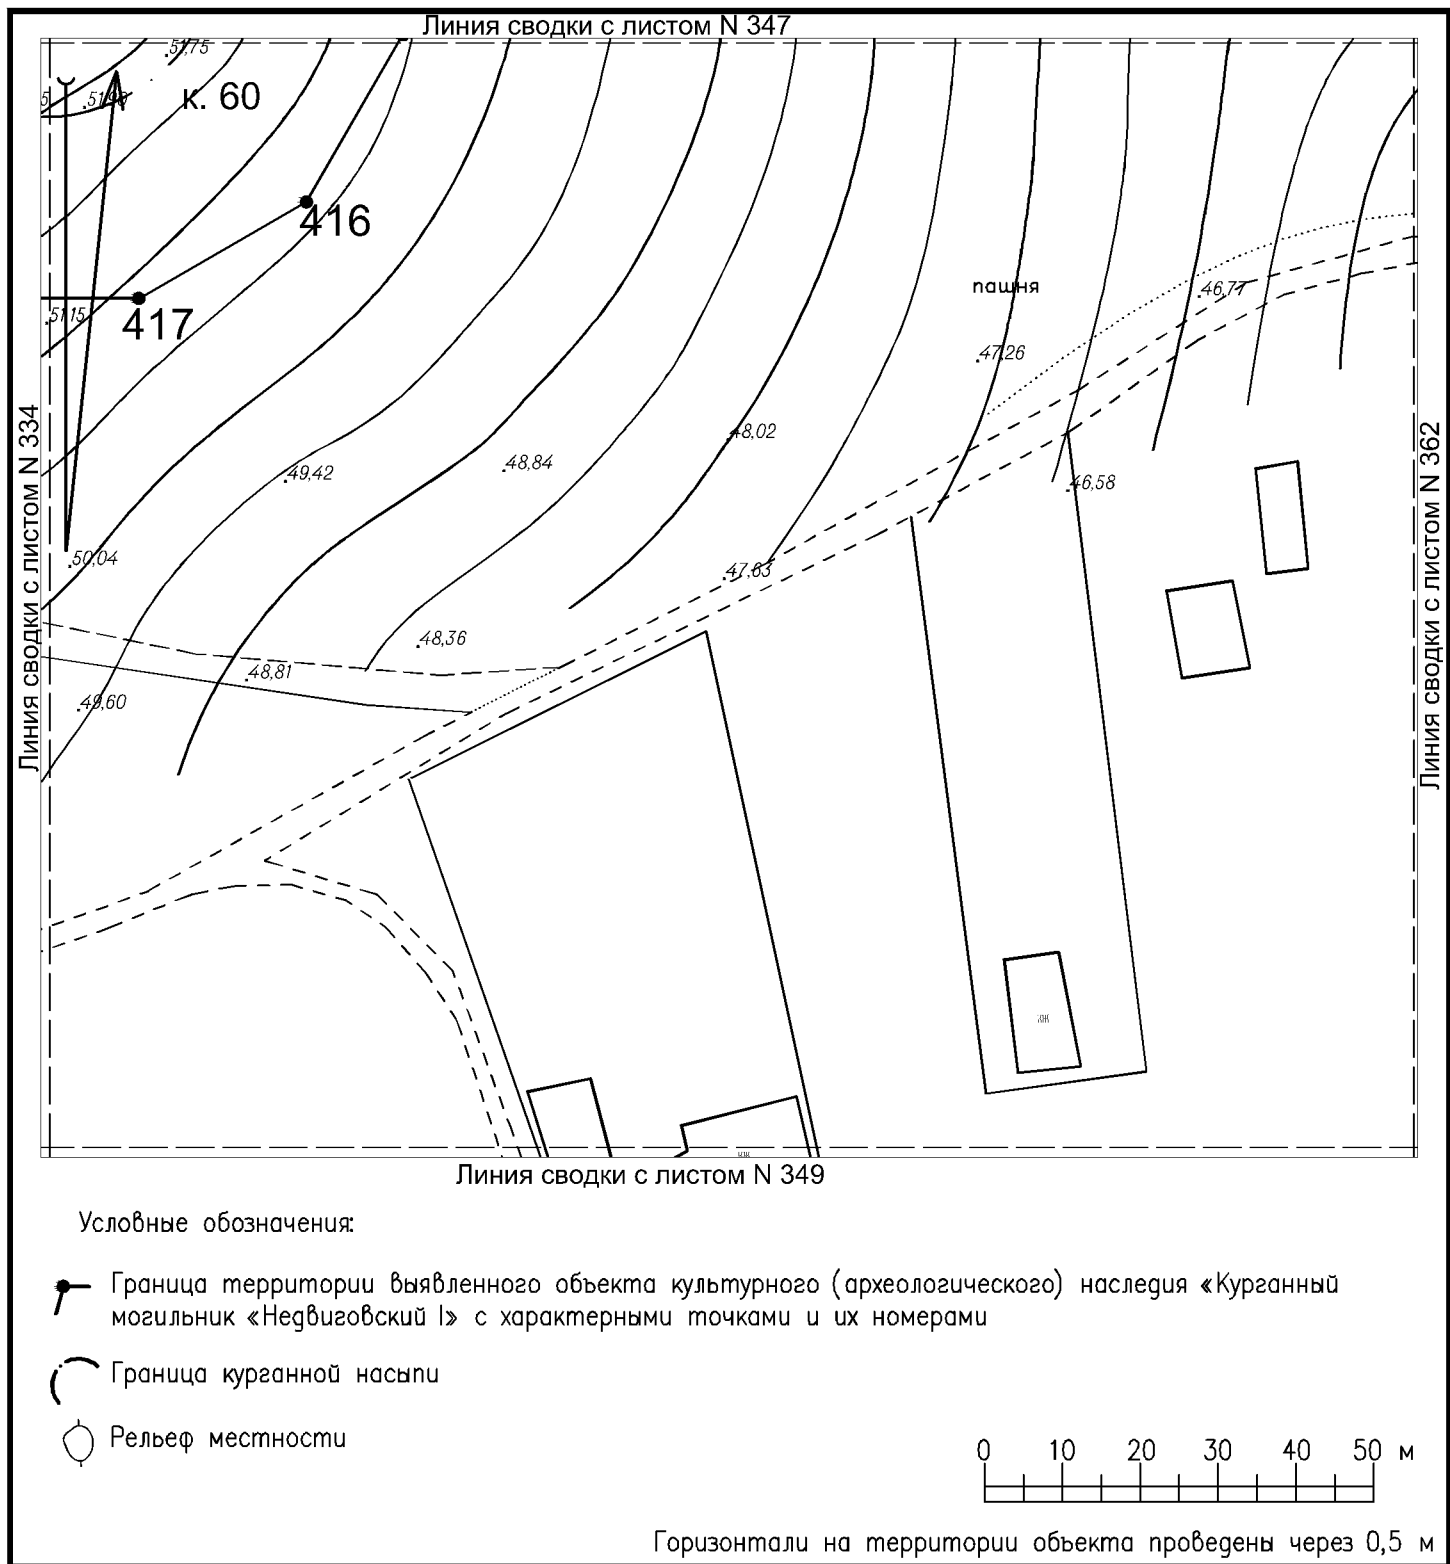 Линия сводки с листом N 347
51,75
51,90
к. 60
416
417
51,15
пашня
46,77
47,26
48,02
48,84
49,42
46,58
50,04
47,63
48,36
48,81
49,60
Линия сводки с листом N 334
Линия сводки с листом N 362
Линия сводки с листом N 349
Условные обозначения:
Граница территории выявленного объекта культурного (археологического) наследия «Курганный
могильник «Недвиговский I» с характерными точками и их номерами
Граница курганной насыпи
Рельеф местности
0 10 20 30 40 50 м
Горизонтали на территории объекта проведены через 0,5 м